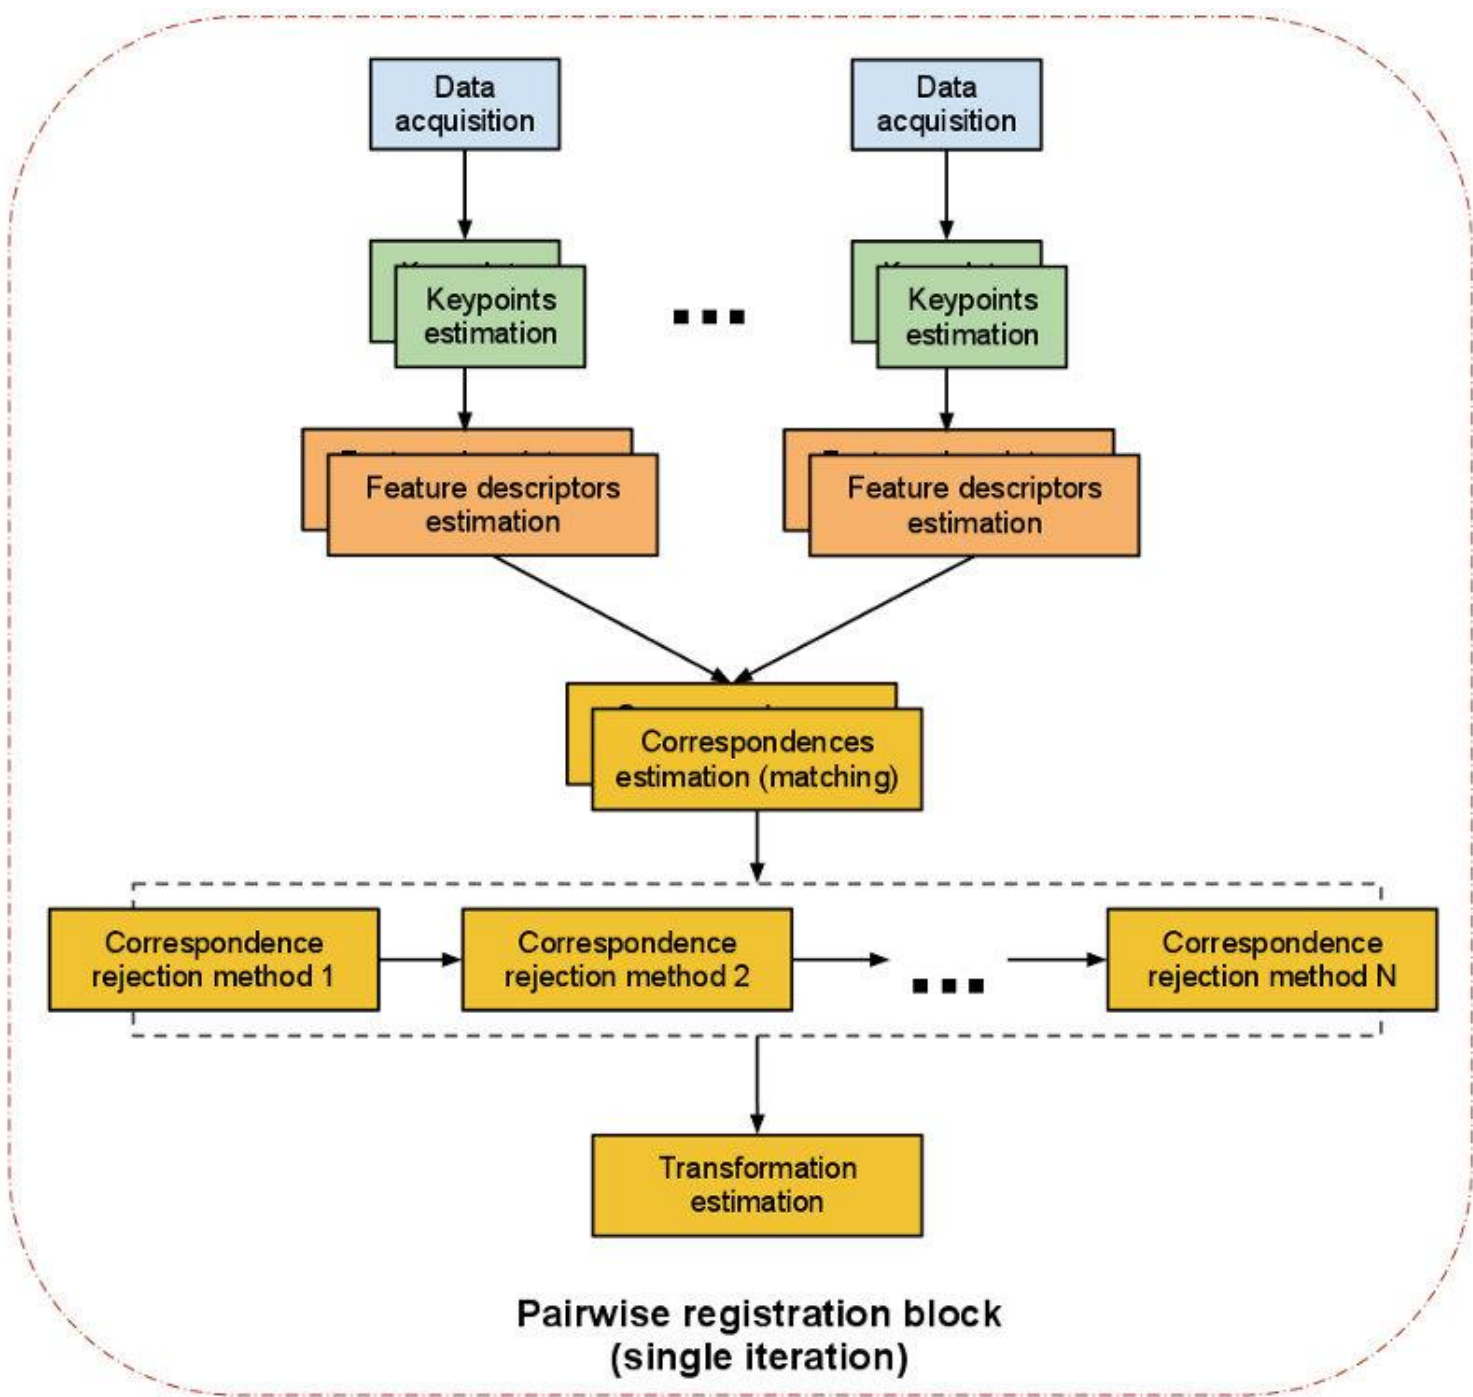 Data
acquisition
Data
acquisition
Keypoints
estimation
Keypoints
estimation
Feature descriptors
estimation
Feature descriptors
estimation
Correspondences
estimation (matching)
Correspondence
rejection method 1
Correspondence
rejection method 2
Correspondence
rejection method N
Transformation
estimation
Pairwise registration block
(single iteration)